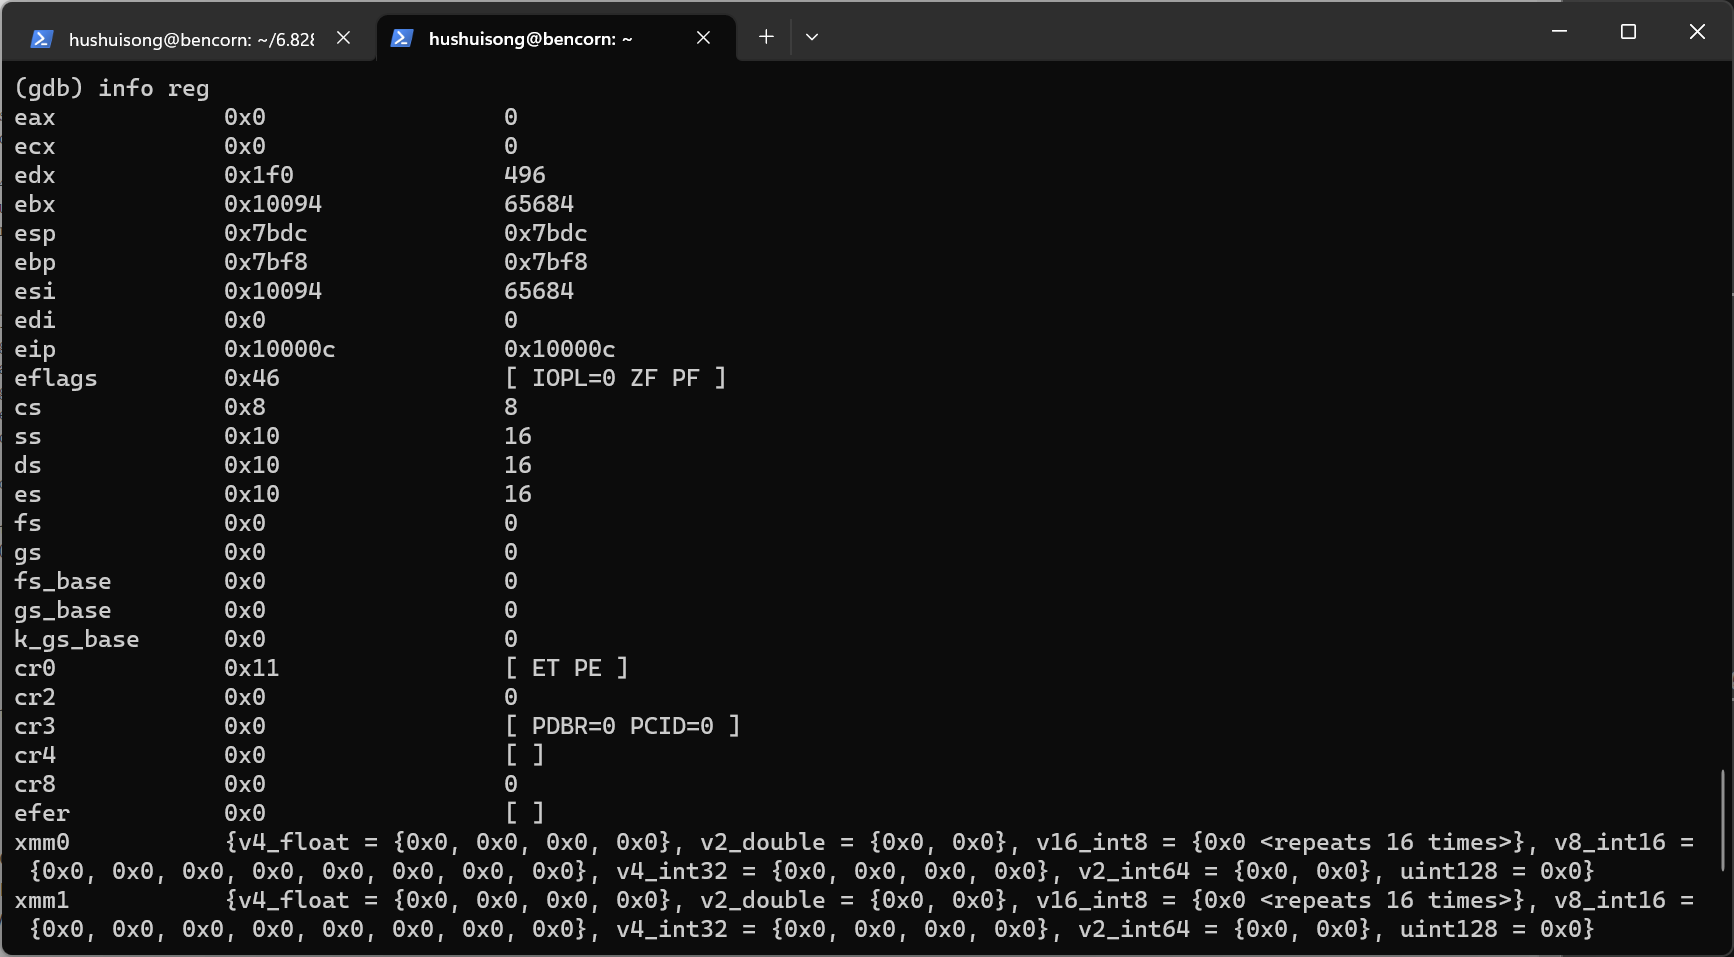 hushuisong@bencorn: ~/6.828
hushuisong@bencorn: ~
(gdb) info reg
eax 0x0 0
ecx 0x0 0
edx 0x1f0 496
ebx 0x10094 65684
esp 0x7bdc 0x7bdc
ebp 0x7bf8 0x7bf8
esi 0x10094 65684
edi 0x0 0
eip 0x10000c 0x10000c
eflags 0x46 [ IOPL=0 ZF PF ]
cs 0x8 8
ss 0x10 16
ds 0x10 16
es 0x10 16
fs 0x0 0
gs 0x0 0
fs_base 0x0 0
gs_base 0x0 0
k_gs_base 0x0 0
cr0 0x11 [ ET PE ]
cr2 0x0 0
cr3 0x0 [ PDBR=0 PCID=0 ]
cr4 0x0 [ ]
cr8 0x0 0
efer 0x0 [ ]
xmm0 {v4_float = {0x0, 0x0, 0x0, 0x0}, v2_double = {0x0, 0x0}, v16_int8 = {0x0 <repeats 16 times>}, v8_int16 =
{0x0, 0x0, 0x0, 0x0, 0x0, 0x0, 0x0, 0x0}, v4_int32 = {0x0, 0x0, 0x0, 0x0}, v2_int64 = {0x0, 0x0}, uint128 = 0x0}
xmm1 {v4_float = {0x0, 0x0, 0x0, 0x0}, v2_double = {0x0, 0x0}, v16_int8 = {0x0 <repeats 16 times>}, v8_int16 =
{0x0, 0x0, 0x0, 0x0, 0x0, 0x0, 0x0, 0x0}, v4_int32 = {0x0, 0x0, 0x0, 0x0}, v2_int64 = {0x0, 0x0}, uint128 = 0x0}